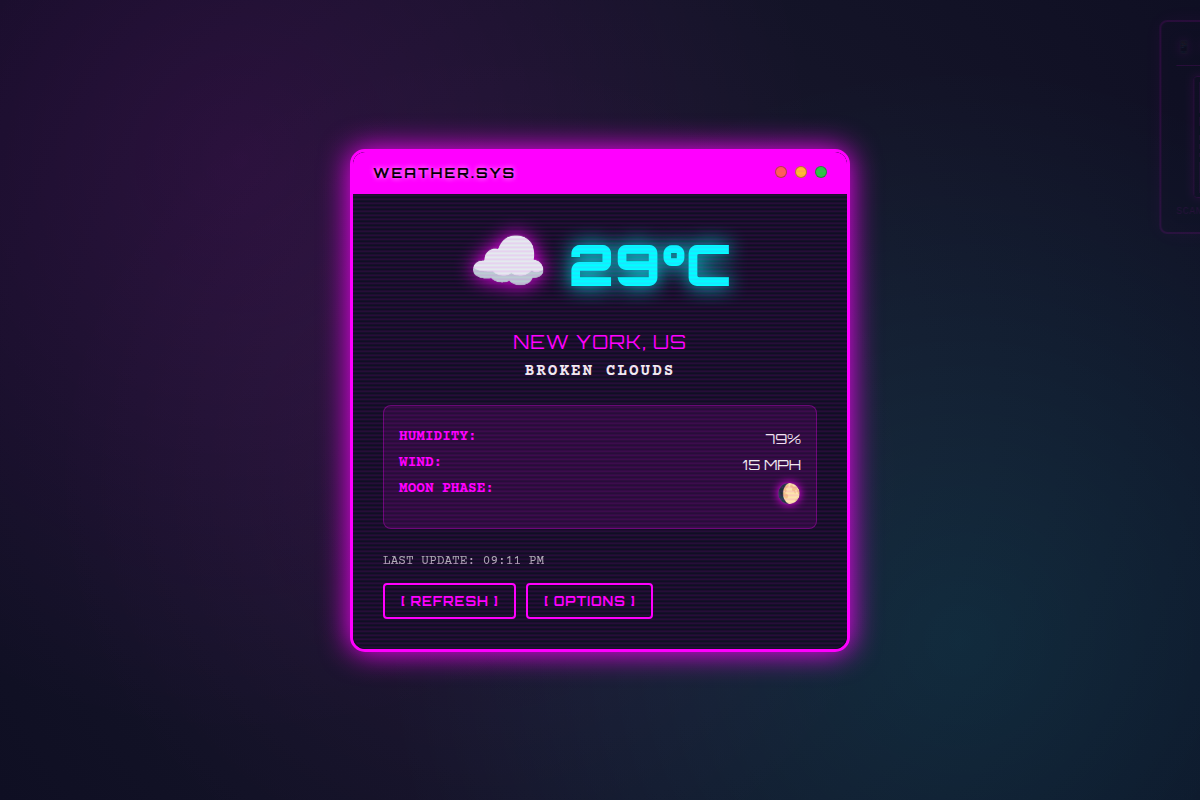 WEATHER.SYS
29°C
NEW YORK, US
BROKEN CLOUDS
HUMIDITY: 79%
WIND: 15 MPH
MOON PHASE:
LAST UPDATE: 09:11 PM
[ REFRESH ] [ OPTIONS ]